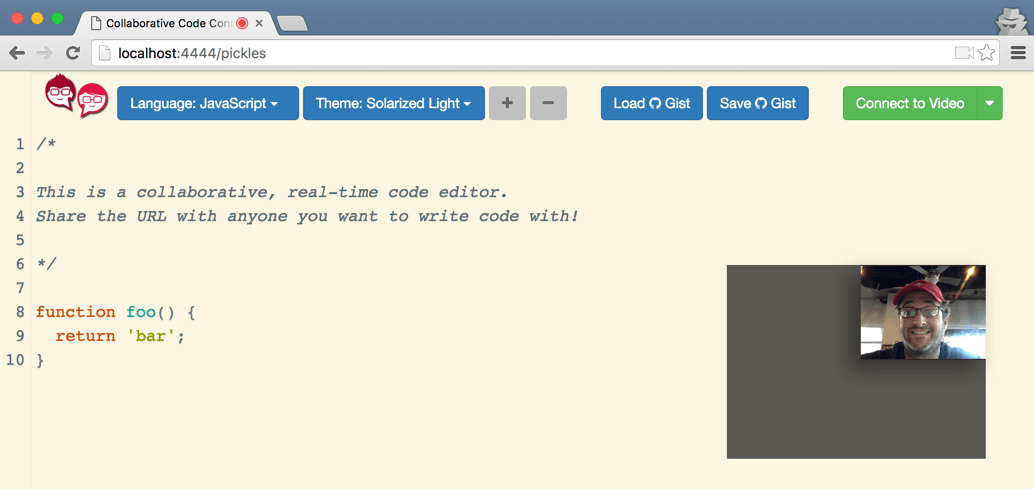 Collaborative Code Conf
localhost:4444/pickles
Language: JavaScript Theme: Solarized Light + − Load Gist Save Gist Connect to Video
1 /*
2
3 This is a collaborative, real-time code editor.
4 Share the URL with anyone you want to write code with!
5
6 */
7
8 function foo() {
9   return 'bar';
10 }